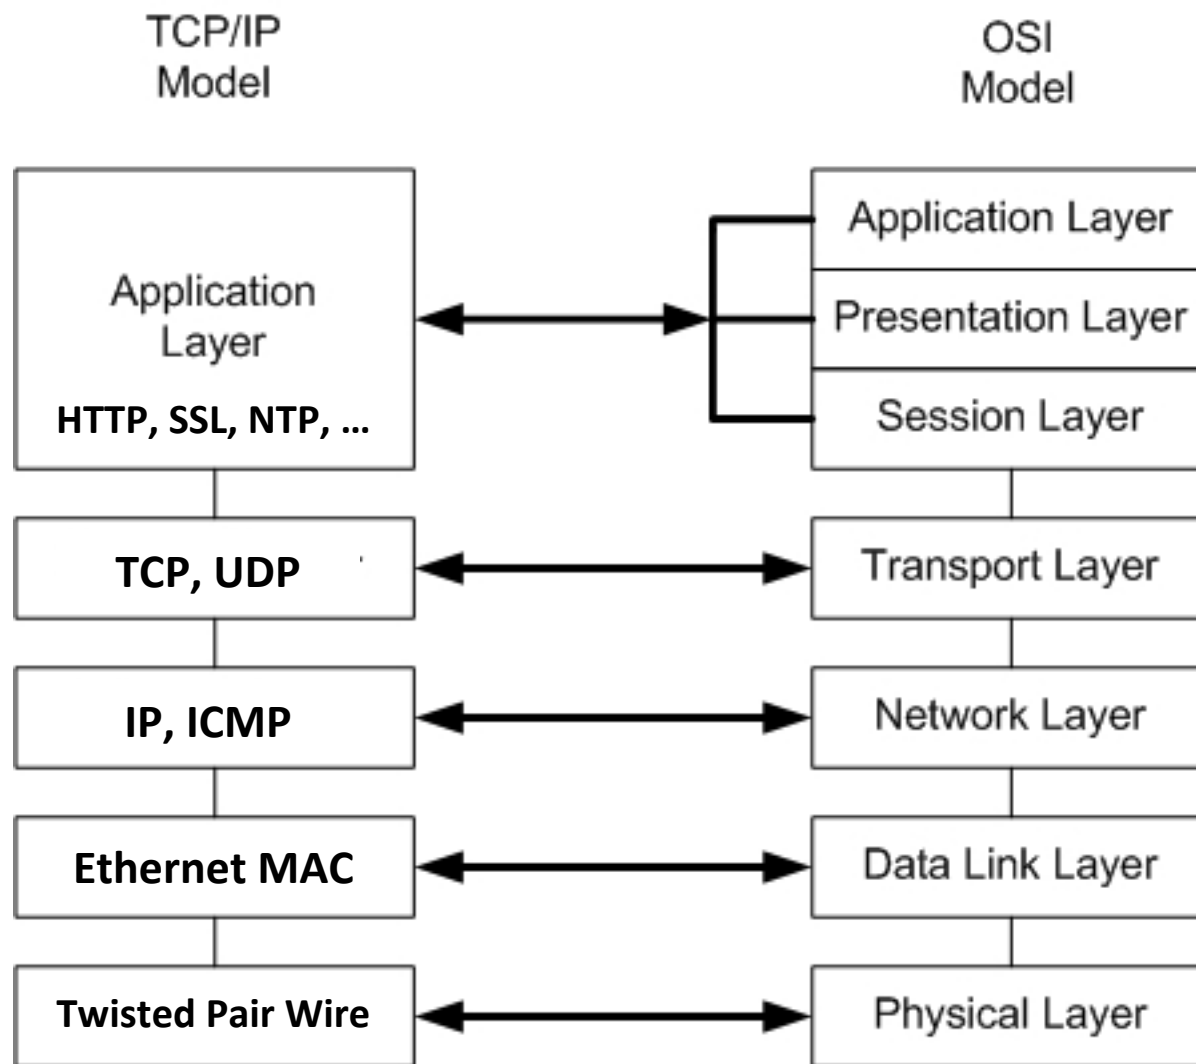 TCP/IP
Model
OSI
Model
Application
Layer
HTTP, SSL, NTP, ...
Application Layer
Presentation Layer
Session Layer
TCP, UDP
Transport Layer
IP, ICMP
Network Layer
Ethernet MAC
Data Link Layer
Twisted Pair Wire
Physical Layer